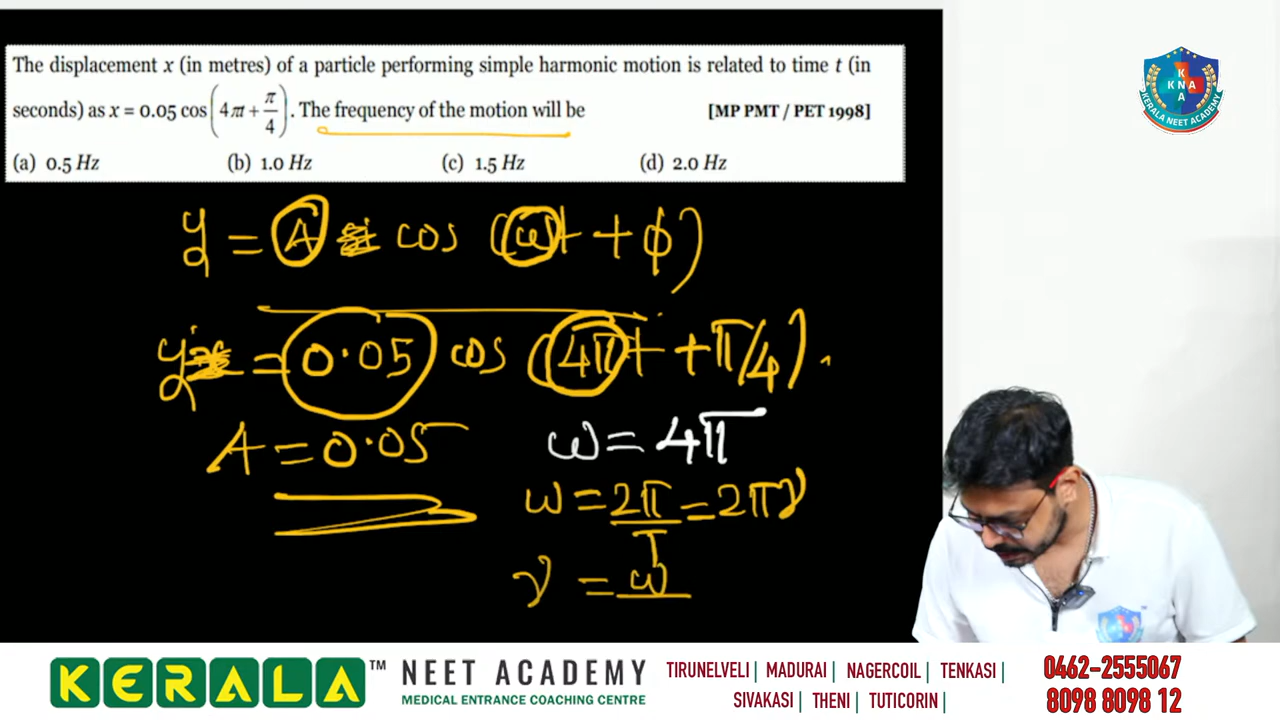 The displacement x (in metres) of a particle performing simple harmonic motion is related to time t (in
seconds) as x = 0.05 cos(4πt + π/4). The frequency of the motion will be [MP PMT / PET 1998]
(a) 0.5 Hz (b) 1.0 Hz (c) 1.5 Hz (d) 2.0 Hz
y = A cos (ωt + ϕ)
y = 0.05 cos (4πt + π/4)
A = 0.05 ω = 4π
ω = 2π/T = 2πν
ν = ω
KNA
KERALA NEET ACADEMY
KERALA™ NEET ACADEMY
MEDICAL ENTRANCE COACHING CENTRE
TIRUNELVELI | MADURAI | NAGERCOIL | TENKASI |
SIVAKASI | THENI | TUTICORIN |
0462-2555067
8098 8098 12